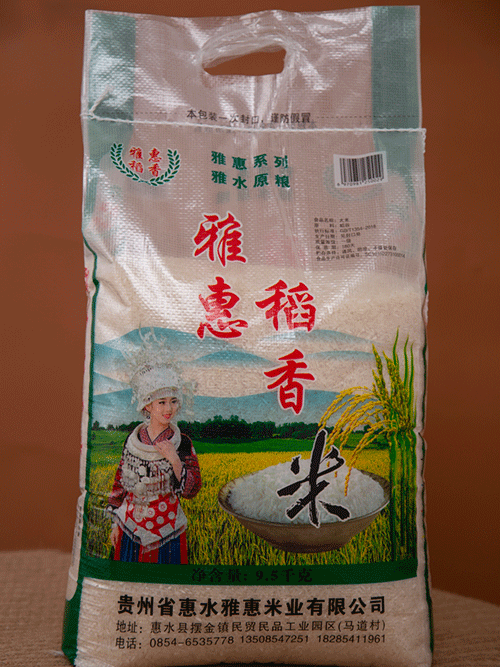 本包装一次封口，谨防假冒
雅惠
稻香
雅惠系列
雅水原粮
雅惠
稻香
米
净含量：9.5千克
贵州省惠水雅惠米业有限公司
地址：惠水县摆金镇民贸民品工业园区(马道村)
电话：0854-6535778 13508547251 18285411961